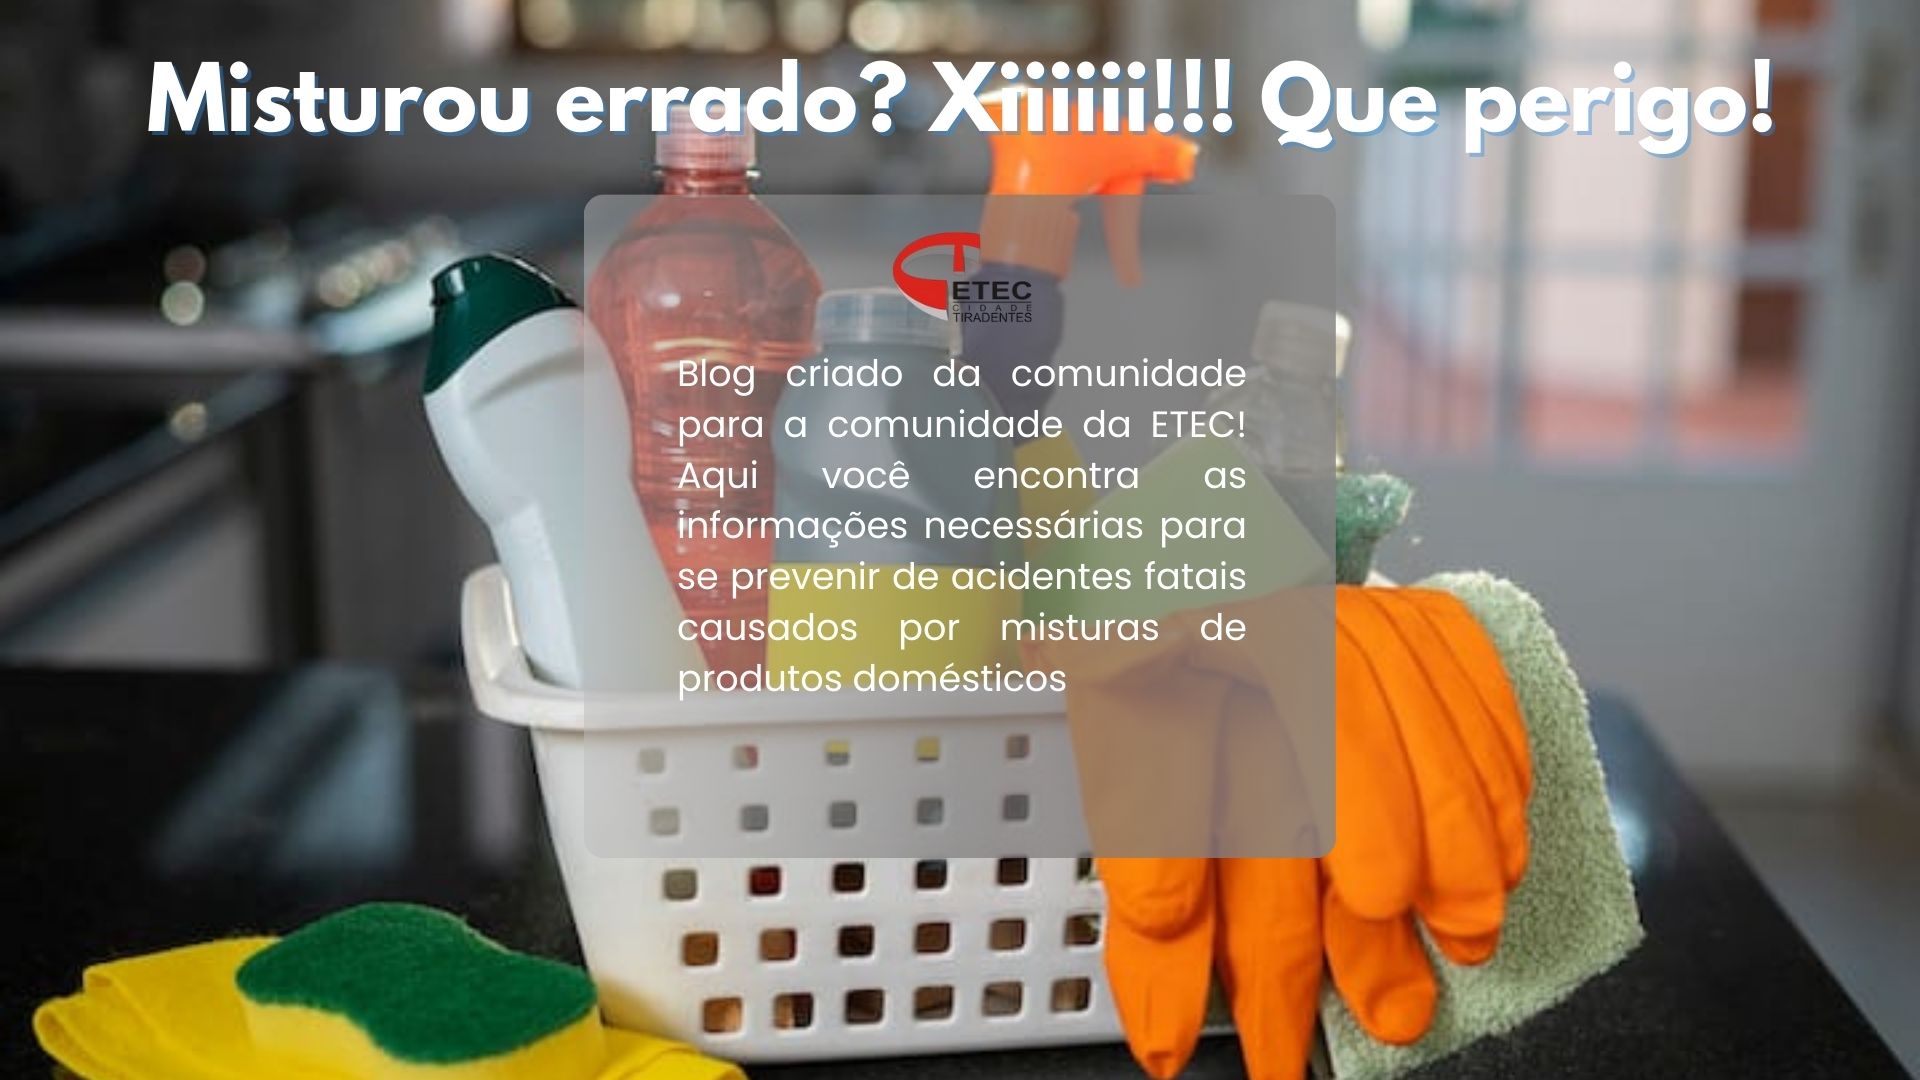 Misturou errado? Xiiiiii!!! Que perigo!
ETEC
CIDADE
TIRADENTES
Blog criado da comunidade
para a comunidade da ETEC!
Aqui você encontra as
informações necessárias para
se prevenir de acidentes fatais
causados por misturas de
produtos domésticos